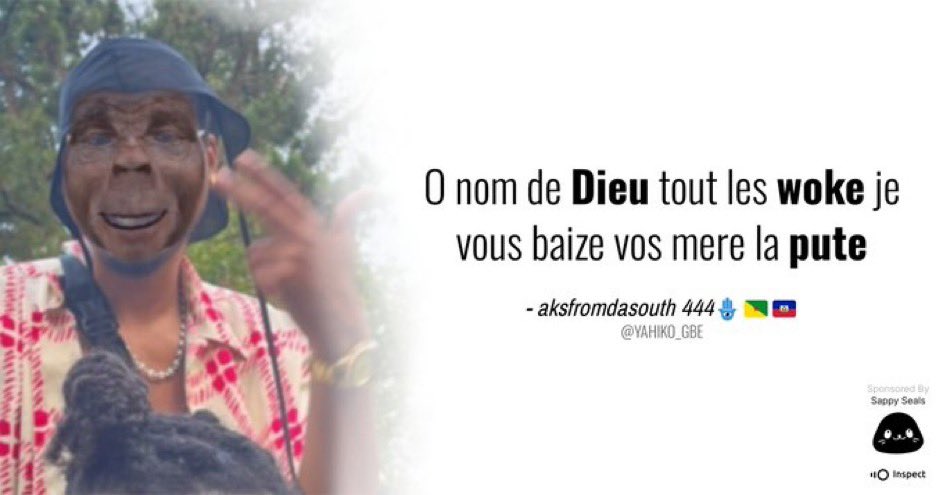 O nom de Dieu tout les woke je
vous baize vos mere la pute
- aksfromdasouth 444🪬 🇬🇫🇭🇹
@YAHIKO_GBE
Sponsored By
Sappy Seals
Inspect